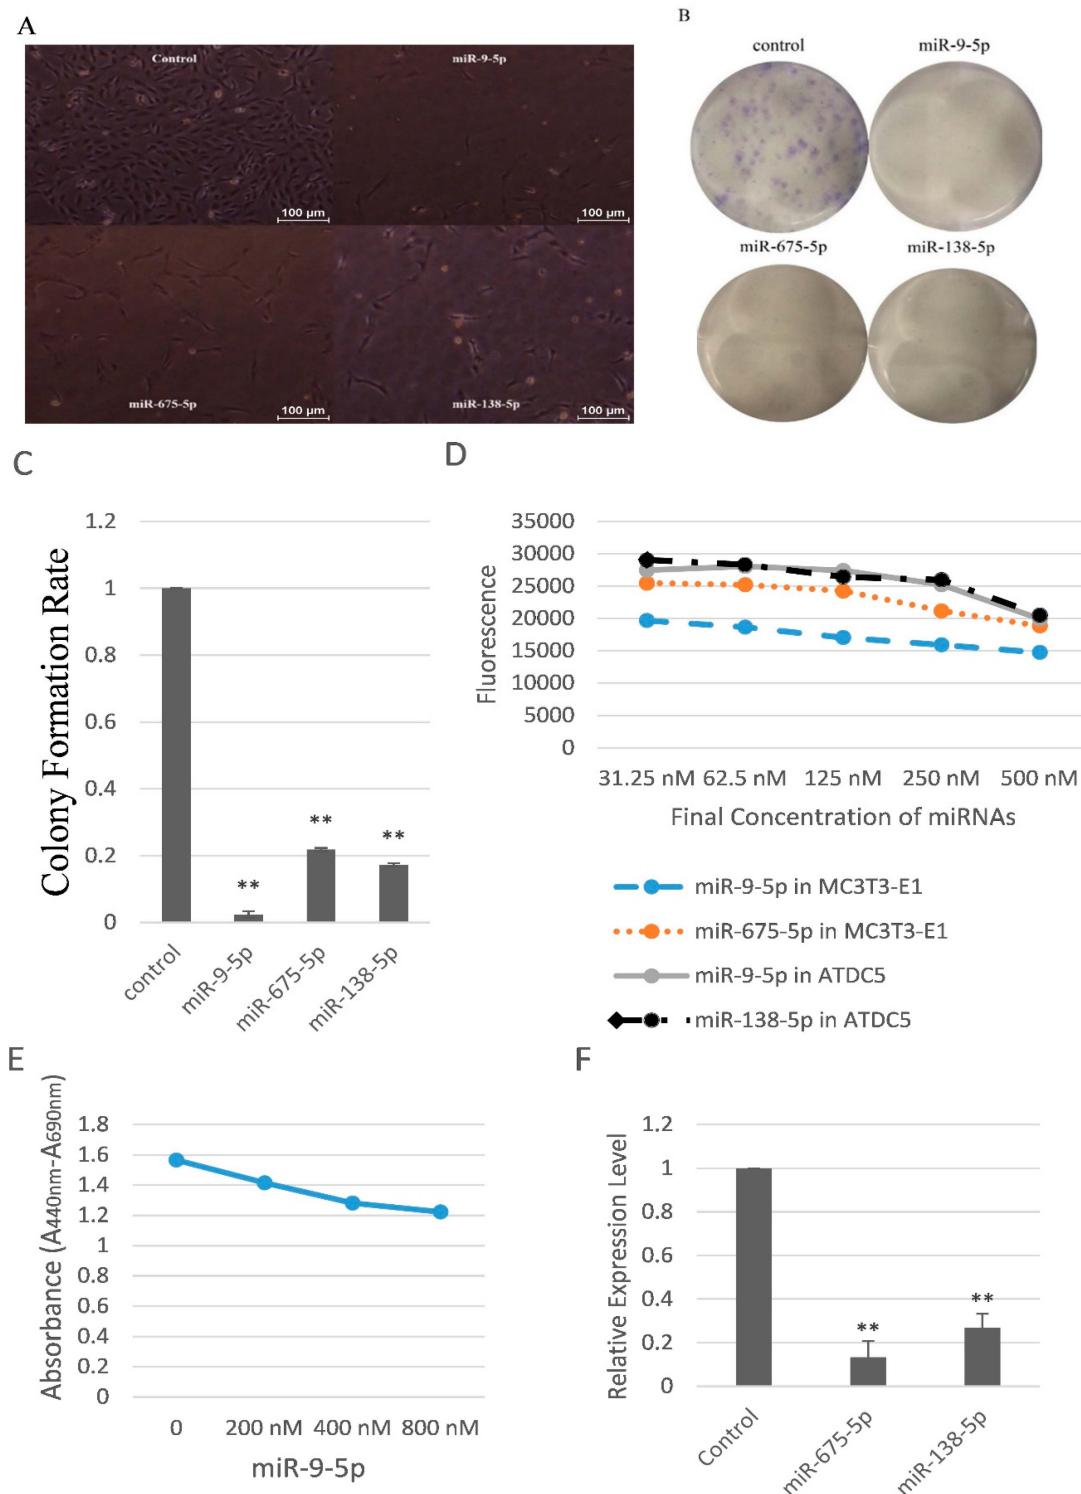 A
Control
miR-9-5p
100 μm
100 μm
miR-675-5p
100 μm
miR-138-5p
100 μm
B
control
miR-9-5p
miR-675-5p
miR-138-5p
C
Colony Formation Rate
1.2
1
0.8
0.6
0.4
0.2
0
**
**
**
control
miR-9-5p
miR-675-5p
miR-138-5p
D
Fluorescence
35000
30000
25000
20000
15000
10000
5000
0
31.25 nM 62.5 nM 125 nM 250 nM 500 nM
Final Concentration of miRNAs
miR-9-5p in MC3T3-E1
miR-675-5p in MC3T3-E1
miR-9-5p in ATDC5
miR-138-5p in ATDC5
E
Absorbance (A440nm-A690nm)
1.8
1.6
1.4
1.2
1
0.8
0.6
0.4
0.2
0
0 200 nM 400 nM 800 nM
miR-9-5p
F
Relative Expression Level
1.2
1
0.8
0.6
0.4
0.2
0
**
**
Control
miR-675-5p
miR-138-5p